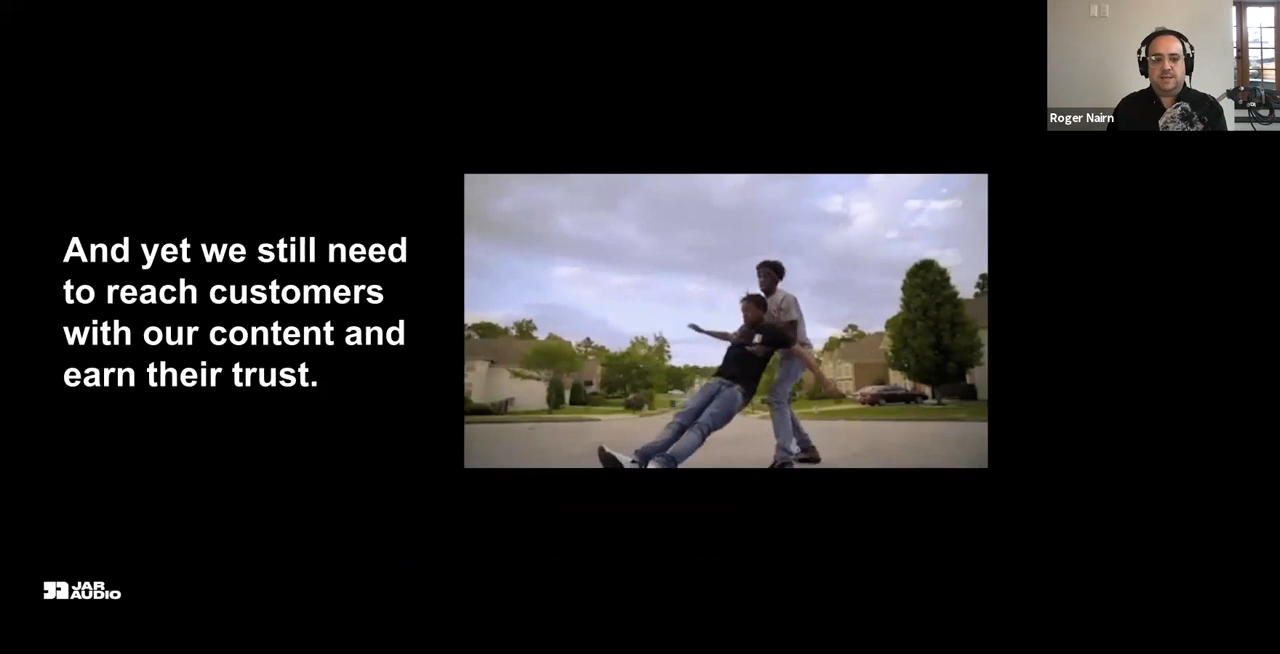 Roger Nairn
And yet we still need
to reach customers
with our content and
earn their trust.
JAR
AUDIO